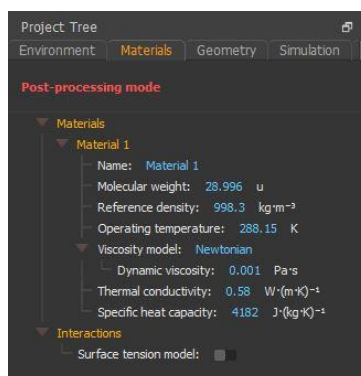 Project Tree
Environment Materials Geometry Simulation
Post-processing mode
Materials
Material 1
Name: Material 1
Molecular weight: 28.996 u
Reference density: 998.3 kg·m⁻³
Operating temperature: 288.15 K
Viscosity model: Newtonian
Dynamic viscosity: 0.001 Pa·s
Thermal conductivity: 0.58 W·(m·K)⁻¹
Specific heat capacity: 4182 J·(kg·K)⁻¹
Interactions
Surface tension model: